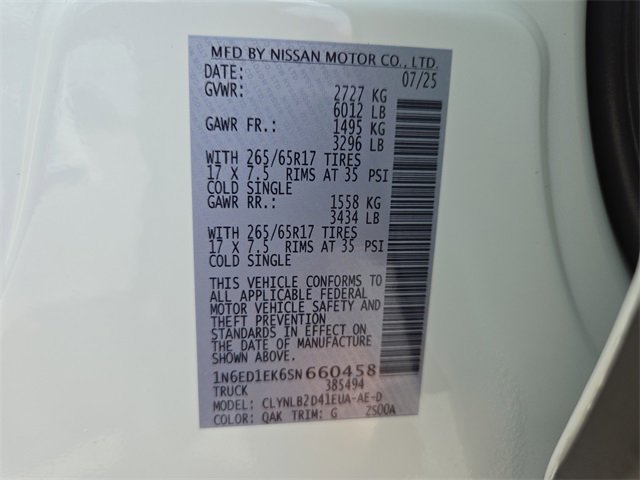 MFD BY NISSAN MOTOR CO., LTD.
DATE: 07/25
GVWR: 2727 KG
6012 LB
GAWR FR.: 1495 KG
3296 LB
WITH 265/65R17 TIRES
17 X 7.5 RIMS AT 35 PSI
COLD SINGLE
GAWR RR.: 1558 KG
3434 LB
WITH 265/65R17 TIRES
17 X 7.5 RIMS AT 35 PSI
COLD SINGLE
THIS VEHICLE CONFORMS TO
ALL APPLICABLE FEDERAL
MOTOR VEHICLE SAFETY AND
THEFT PREVENTION
STANDARDS IN EFFECT ON
THE DATE OF MANUFACTURE
SHOWN ABOVE.
1N6ED1EK6SN660458
TRUCK 385494
MODEL: CLYNLB2D41EUA-AE-D
COLOR: QAK TRIM: G ZS00A